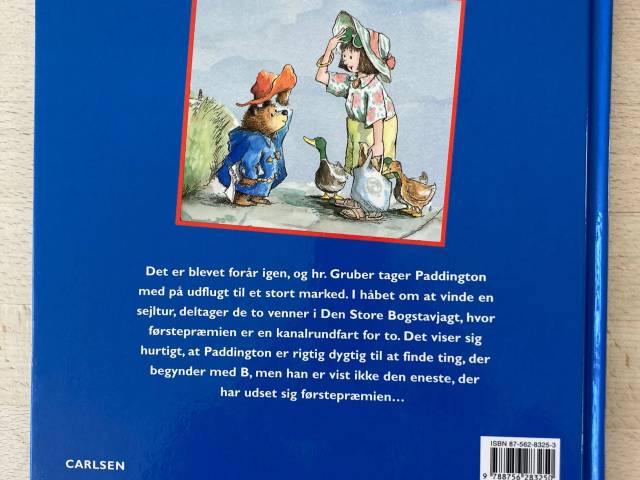 Det er blevet forår igen, og hr. Gruber tager Paddington
med på udflugt til et stort marked. I håbet om at vinde en
sejltur, deltager de to venner i Den Store Bogstavjagt, hvor
førstepræmien er en kanalrundfart for to. Det viser sig
hurtigt, at Paddington er rigtig dygtig til at finde ting, der
begynder med B, men han er vist ikke den eneste, der
har udset sig førstepræmien…
ISBN 87-562-8325-3
9 788756 283250
CARLSEN